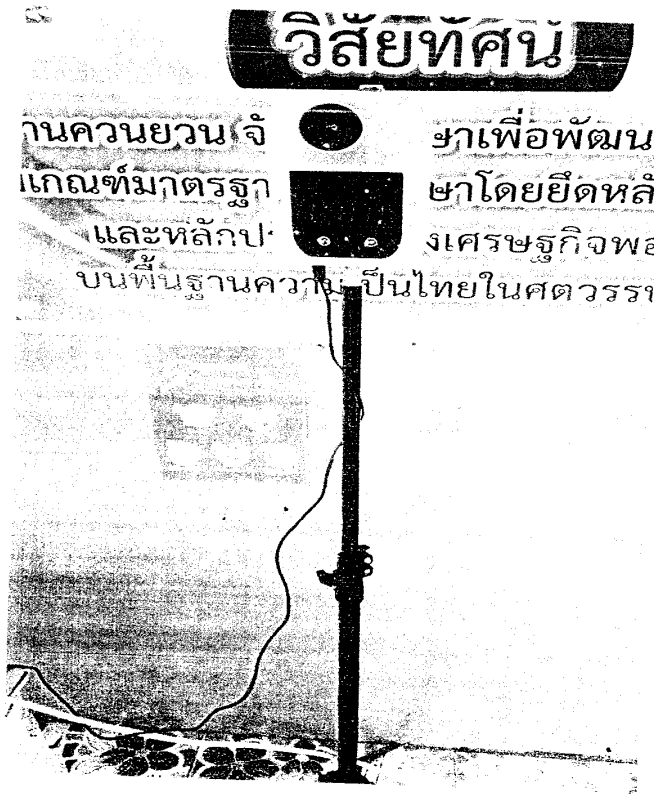 วิสัยทัศน์
านควนยวน จั ษาเพื่อพัฒน
เกณฑ์มาตรฐา ษาโดยยึดหลั
และหลักป งเศรษฐกิจพอ
บนพื้นฐานความ ป็นไทยในศตวรรษ